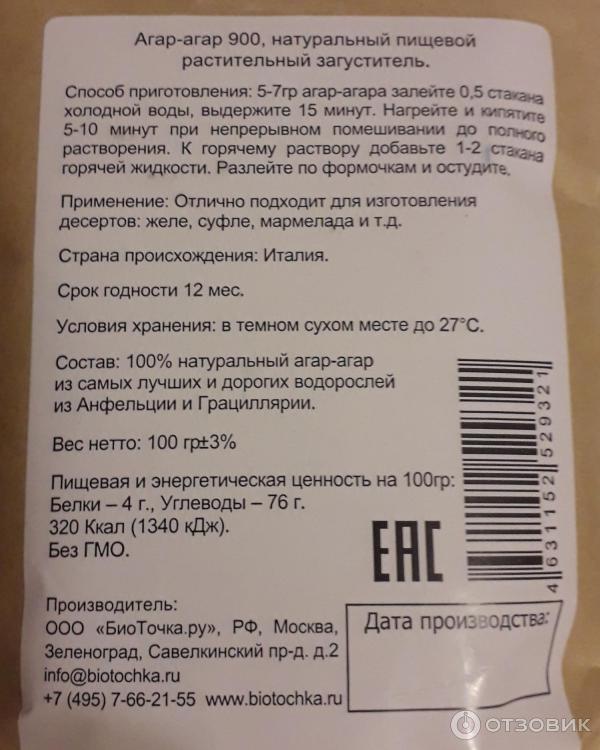 Агар-агар 900, натуральный пищевой
растительный загуститель.
Способ приготовления: 5-7гр агар-агара залейте 0,5 стакана
холодной воды, выдержите 15 минут. Нагрейте и кипятите
5-10 минут при непрерывном помешивании до полного
растворения. К горячему раствору добавьте 1-2 стакана
горячей жидкости. Разлейте по формочкам и остудите.
Применение: Отлично подходит для изготовления
десертов: желе, суфле, мармелада и т.д.
Страна происхождения: Италия.
Срок годности 12 мес.
Условия хранения: в темном сухом месте до 27°С.
Состав: 100% натуральный агар-агар
из самых лучших и дорогих водорослей
из Анфельции и Грациллярии.
Вес нетто: 100 гр±3%
Пищевая и энергетическая ценность на 100гр:
Белки – 4 г., Углеводы – 76 г.
320 Ккал (1340 кДж).
Без ГМО.
4631152529321
ЕАС
Производитель:
ООО «БиоТочка.ру», РФ, Москва,
Зеленоград, Савелкинский пр-д. д.2
info@biotochka.ru
+7 (495) 7-66-21-55 www.biotochka.ru
Дата производства:
ОТЗОВИК